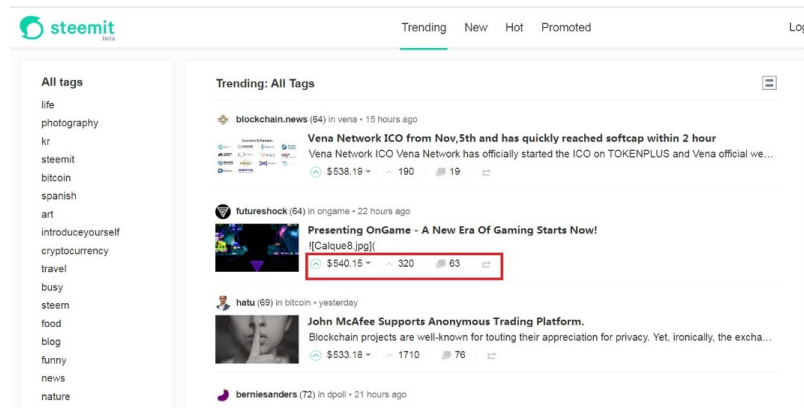 steemit
beta
Trending New Hot Promoted
Log
All tags
life
photography
kr
steemit
bitcoin
spanish
art
introduceyourself
cryptocurrency
travel
busy
steem
food
blog
funny
news
nature
Trending: All Tags
blockchain.news (64) in vena • 15 hours ago
Vena Network ICO from Nov,5th and has quickly reached softcap within 2 hour
Vena Network ICO Vena Network has officially started the ICO on TOKENPLUS and Vena official we...
$538.19 190 19
futureshock (64) in ongame • 22 hours ago
Presenting OnGame - A New Era Of Gaming Starts Now!
![Calque8.jpg](
$540.15 320 63
hatu (69) in bitcoin • yesterday
John McAfee Supports Anonymous Trading Platform.
Blockchain projects are well-known for touting their appreciation for privacy. Yet, ironically, the excha...
$533.18 1710 76
berniesanders (72) in dpoll • 21 hours ago